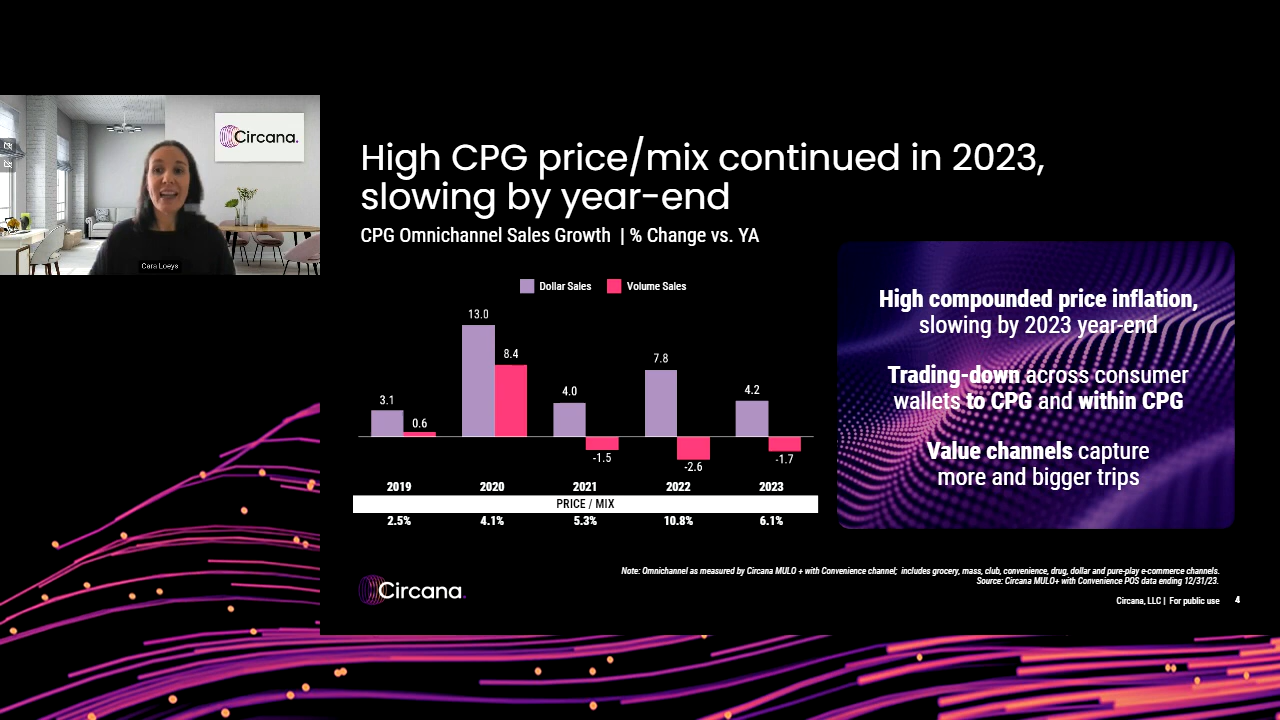 Circana.
Cara Loeys
High CPG price/mix continued in 2023,
slowing by year-end
CPG Omnichannel Sales Growth | % Change vs. YA
Dollar Sales Volume Sales
13.0
8.4
7.8
3.1
0.6
4.0
4.2
-1.5
-2.6
-1.7
2019 2020 2021 2022 2023
PRICE / MIX
2.5% 4.1% 5.3% 10.8% 6.1%
High compounded price inflation,
slowing by 2023 year-end
Trading-down across consumer
wallets to CPG and within CPG
Value channels capture
more and bigger trips
Note: Omnichannel as measured by Circana MULO + with Convenience channel; includes grocery, mass, club, convenience, drug, dollar and pure-play e-commerce channels.
Source: Circana MULO+ with Convenience POS data ending 12/31/23.
Circana.
Circana, LLC | For public use 4